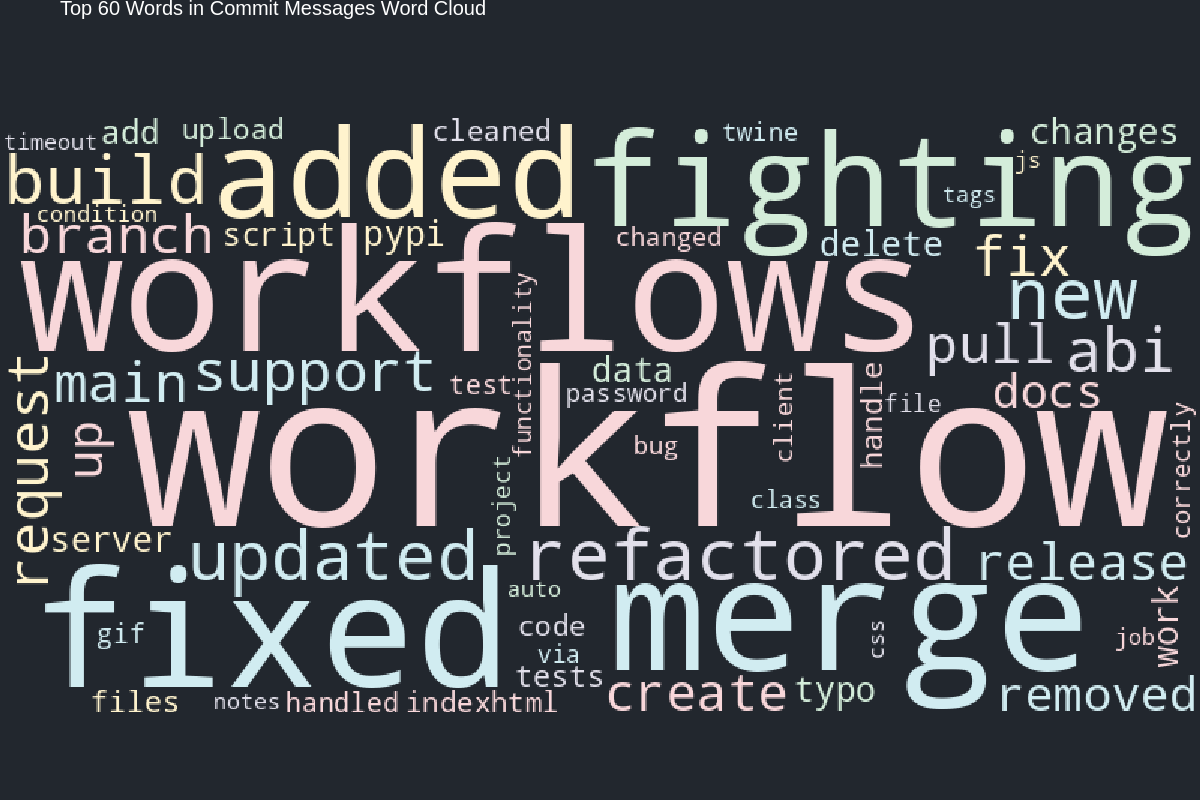 Top 60 Words in Commit Messages Word Cloud
timeout
add
upload
cleaned
twine
changes
build
added
fighting
js
tags
condition
branch
script
pypi
changed
delete
fix
workflows
new
functionality
pull
abi
request
main
support
test
data
password
client
handle
file
docs
up
workflow
bug
correctly
project
class
server
updated
refactored
release
fixed
gif
auto
merge
code
via
css
job
work
tests
files
notes
handled
indexhtml
create
typo
removed